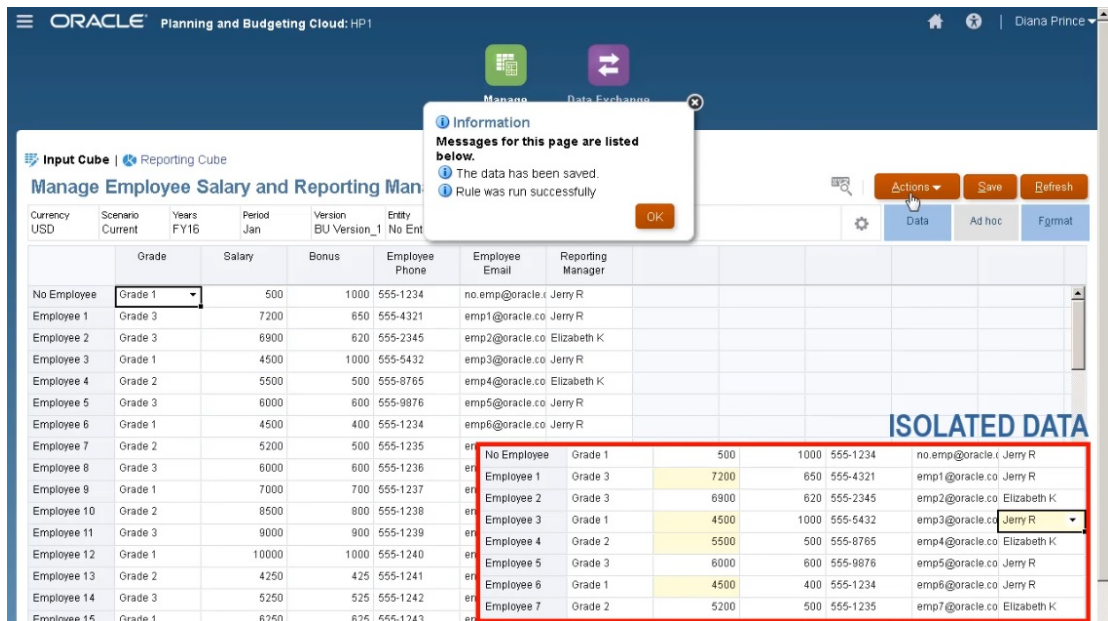 ORACLE Planning and Budgeting Cloud: HP1 Diana Prince
Manage Data Exchange
Information
Messages for this page are listed
below.
The data has been saved.
Rule was run successfully
OK
Input Cube | Reporting Cube
Manage Employee Salary and Reporting Man
Actions Save Refresh
Currency Scenario Years Period Version Entity
USD Current FY16 Jan BU Version_1 No Ent
Data Ad hoc Format
Grade Salary Bonus Employee Phone Employee Email Reporting Manager
No Employee Grade 1 500 1000 555-1234 no.emp@oracle.c Jerry R
Employee 1 Grade 3 7200 650 555-4321 emp1@oracle.co Jerry R
Employee 2 Grade 3 6900 620 555-2345 emp2@oracle.co Elizabeth K
Employee 3 Grade 1 4500 1000 555-5432 emp3@oracle.co Jerry R
Employee 4 Grade 2 5500 500 555-8765 emp4@oracle.co Elizabeth K
Employee 5 Grade 3 6000 600 555-9876 emp5@oracle.co Jerry R
Employee 6 Grade 1 4500 400 555-1234 emp6@oracle.co Jerry R
Employee 7 Grade 2 5200 500 555-1235
Employee 8 Grade 3 6000 600 555-1236
Employee 9 Grade 1 7000 700 555-1237
Employee 10 Grade 2 8500 800 555-1238
Employee 11 Grade 3 9000 900 555-1239
Employee 12 Grade 1 10000 1000 555-1240
Employee 13 Grade 2 4250 425 555-1241
Employee 14 Grade 3 5250 525 555-1242
Employee 15 Grade 1 6250 625 555-1243
ISOLATED DATA
No Employee Grade 1 500 1000 555-1234 no.emp@oracle.c Jerry R
Employee 1 Grade 3 7200 650 555-4321 emp1@oracle.co Jerry R
Employee 2 Grade 3 6900 620 555-2345 emp2@oracle.co Elizabeth K
Employee 3 Grade 1 4500 1000 555-5432 emp3@oracle.co Jerry R
Employee 4 Grade 2 5500 500 555-8765 emp4@oracle.co Elizabeth K
Employee 5 Grade 3 6000 600 555-9876 emp5@oracle.co Jerry R
Employee 6 Grade 1 4500 400 555-1234 emp6@oracle.co Jerry R
Employee 7 Grade 2 5200 500 555-1235 emp7@oracle.co Elizabeth K